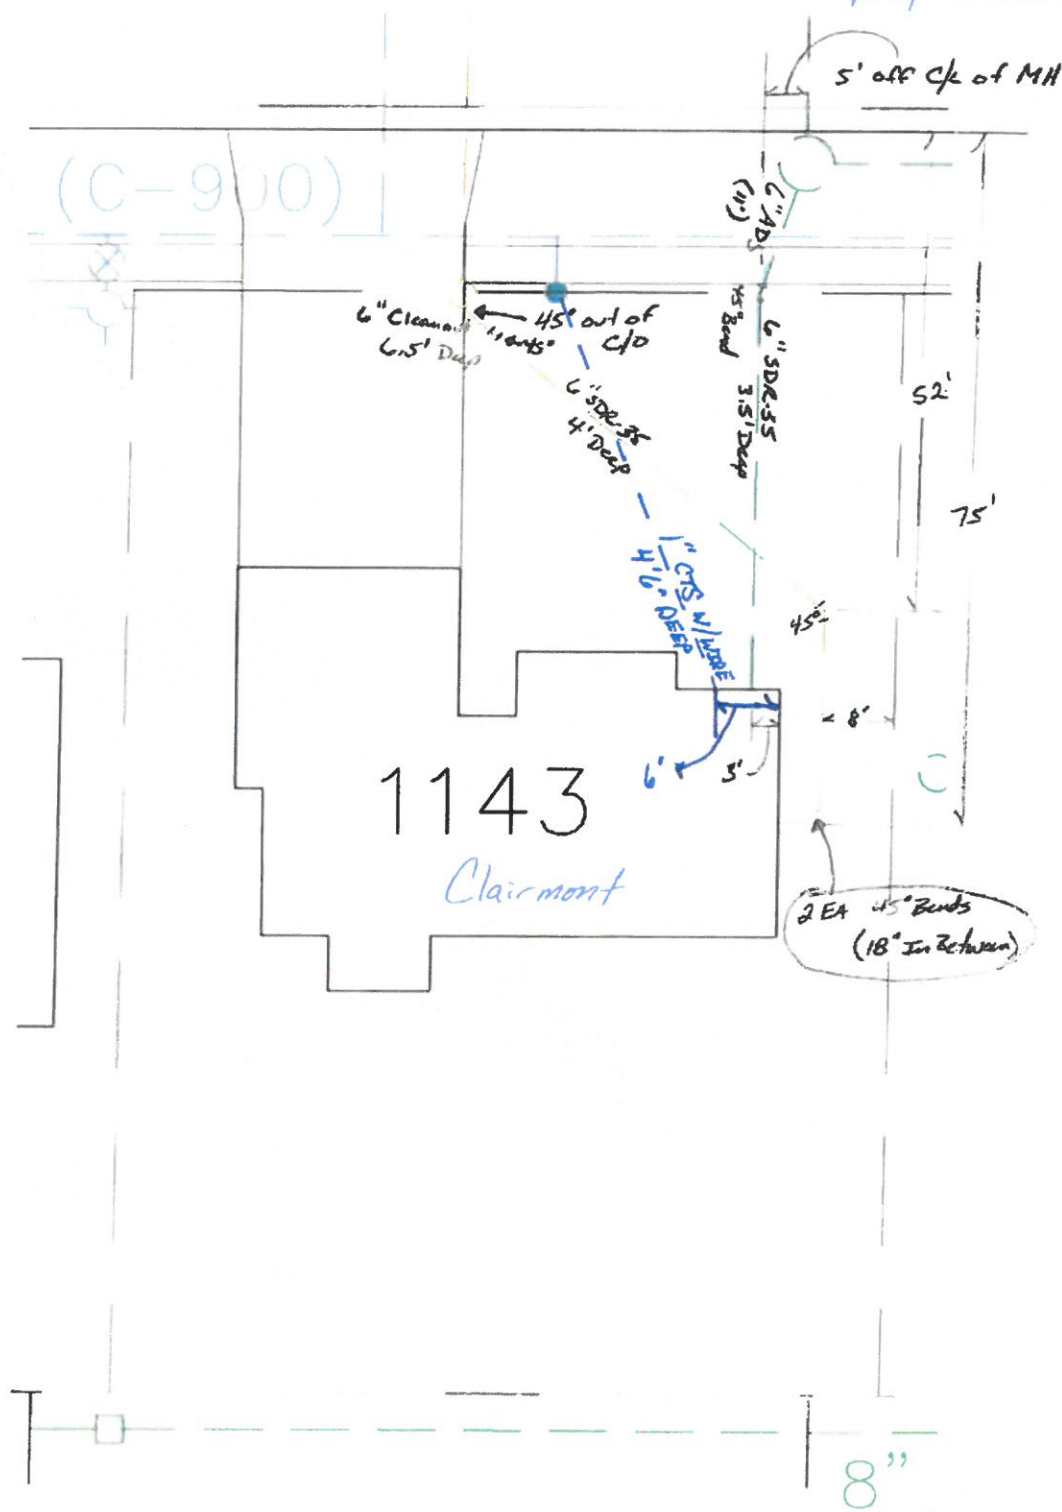 5' off C/L of MH
(C-900)
6" ADS
(11')
45° Bend
6" SDR-35
3.5' Deep
6" Cleanout
6.5' Deep
45° out of
C/O
6" SDR-35
4' Deep
52'
75'
1" CTS W/WIRE
4'6" DEEP
45°
8'
6'
3'
1143
Clairmont
2 EA 45° Bends
(18" In Between)
8"